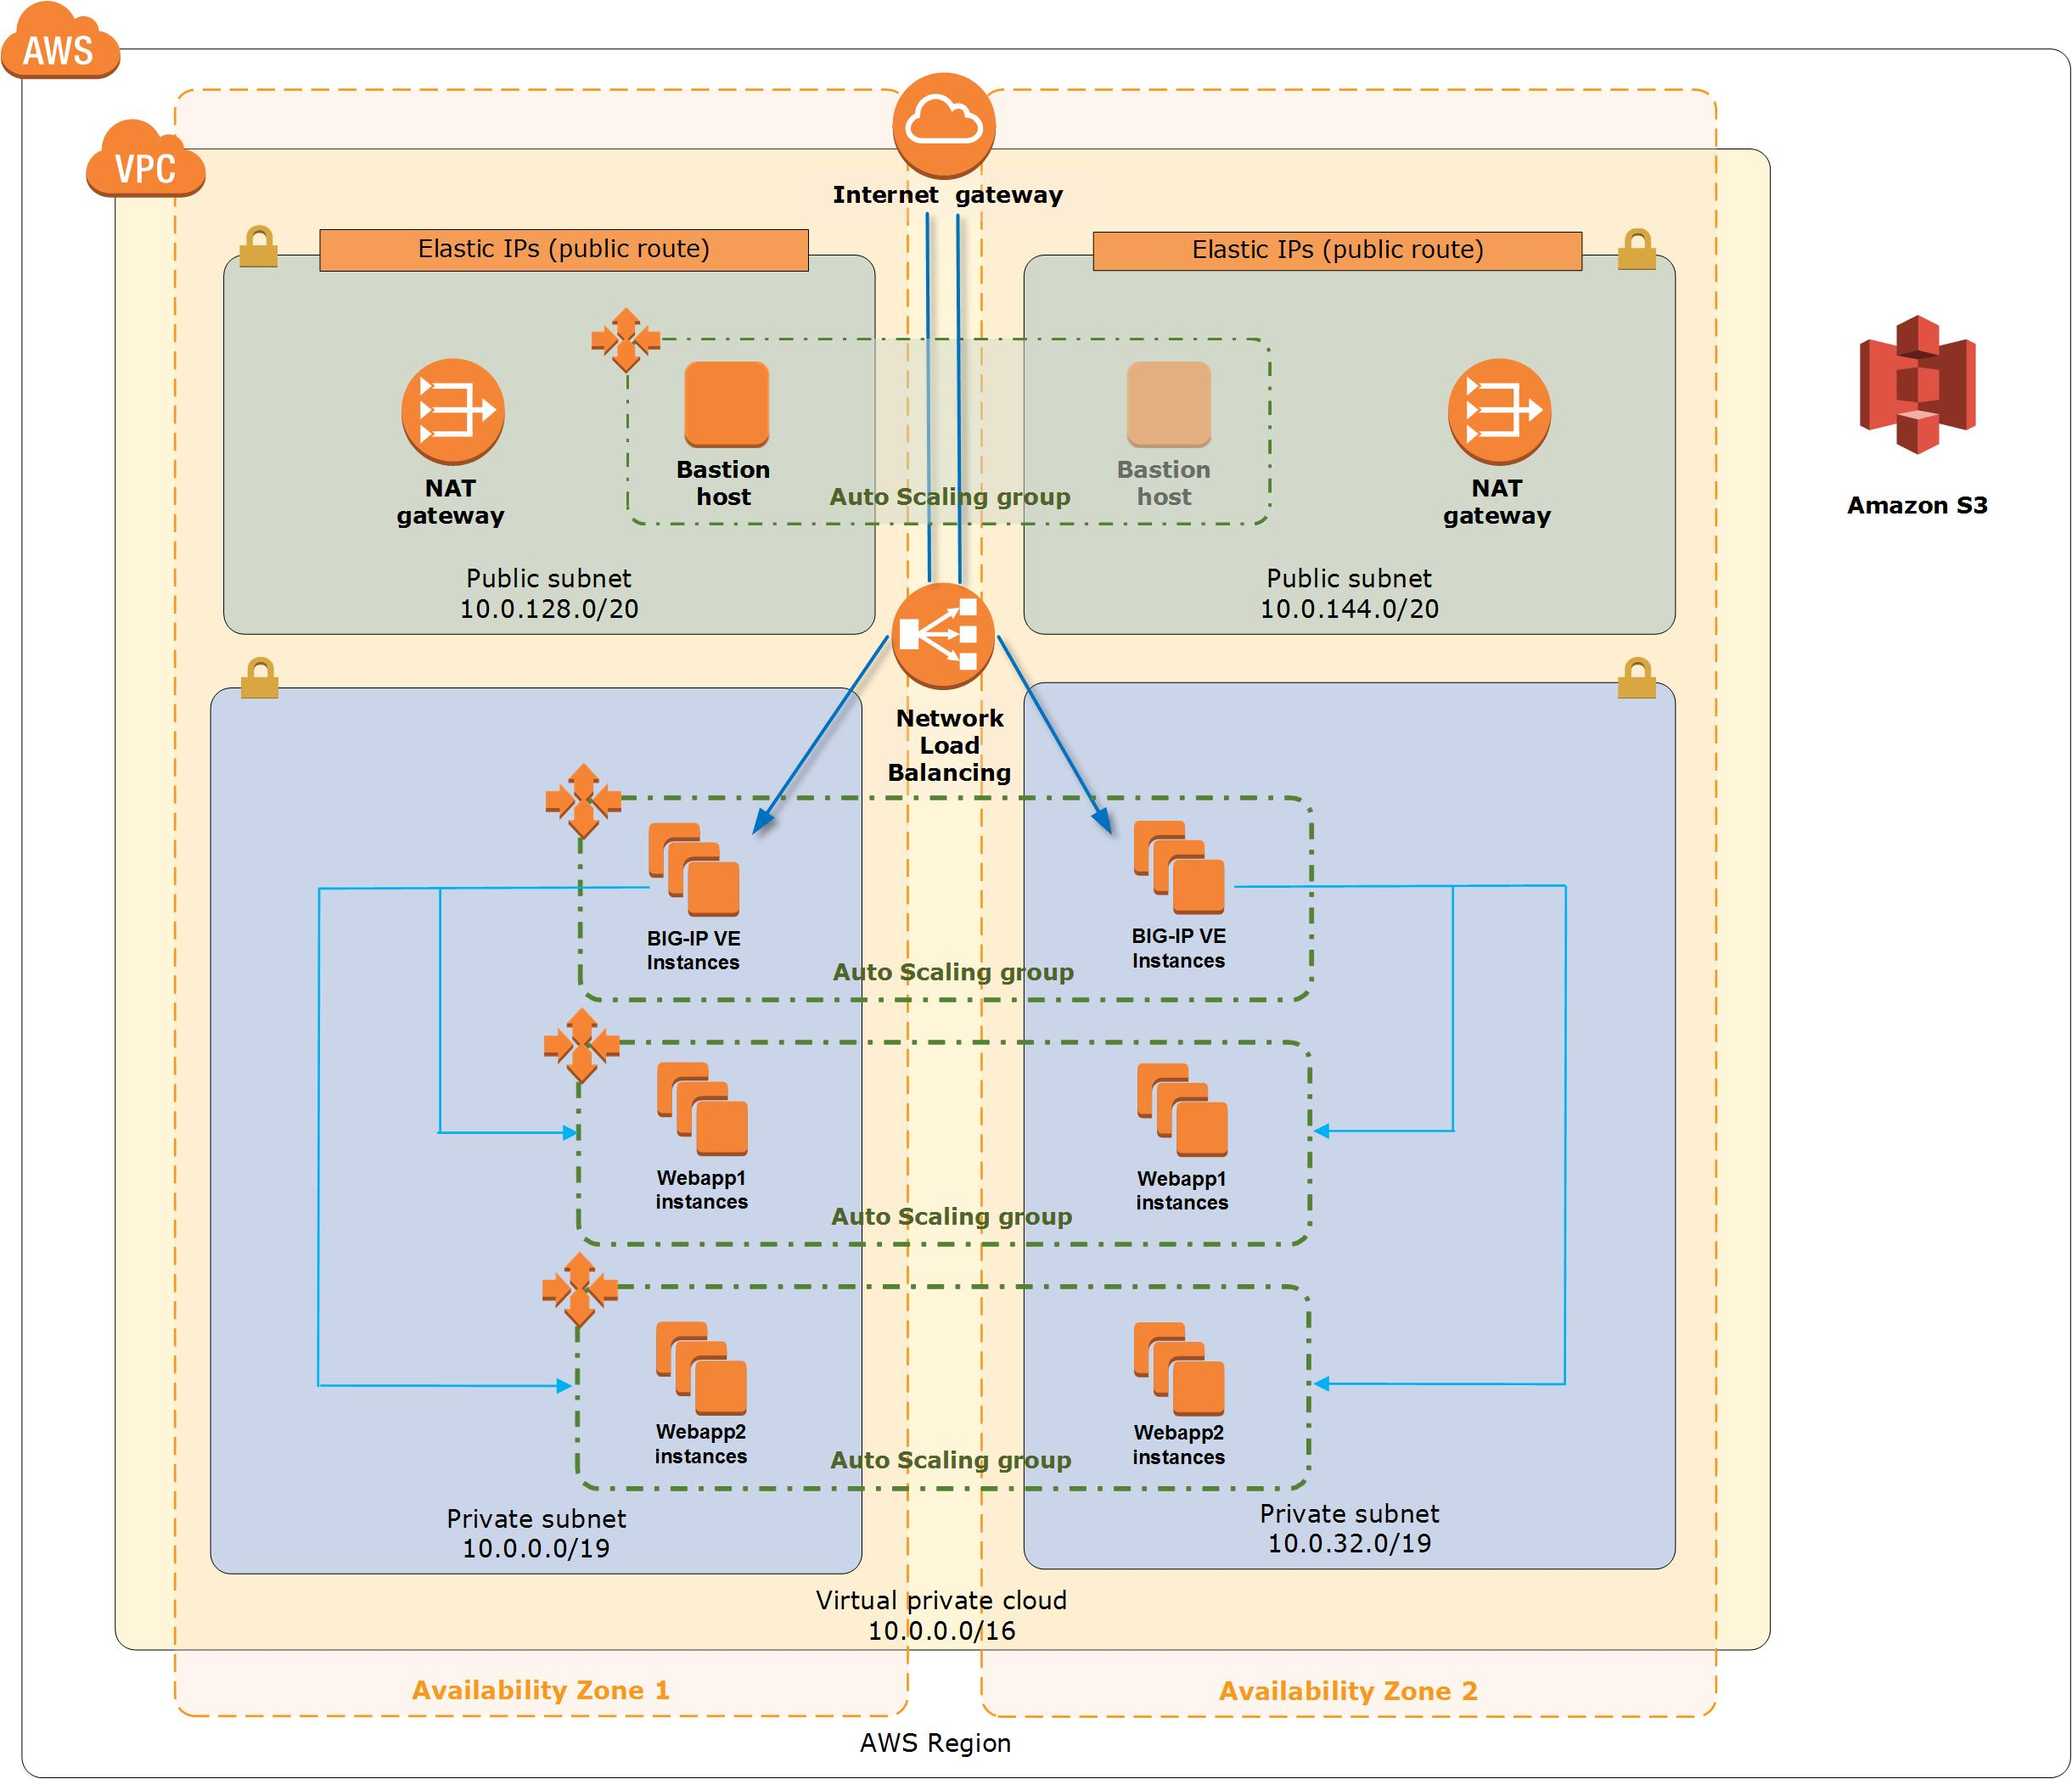 AWS
VPC
Internet gateway
Elastic IPs (public route)
Elastic IPs (public route)
NAT
gateway
Bastion
host
Auto Scaling group
Bastion
host
NAT
gateway
Amazon S3
Public subnet
10.0.128.0/20
Public subnet
10.0.144.0/20
Network
Load
Balancing
BIG-IP VE
Instances
Auto Scaling group
BIG-IP VE
Instances
Webapp1
instances
Auto Scaling group
Webapp1
instances
Webapp2
instances
Auto Scaling group
Webapp2
instances
Private subnet
10.0.0.0/19
Private subnet
10.0.32.0/19
Virtual private cloud
10.0.0.0/16
Availability Zone 1
Availability Zone 2
AWS Region